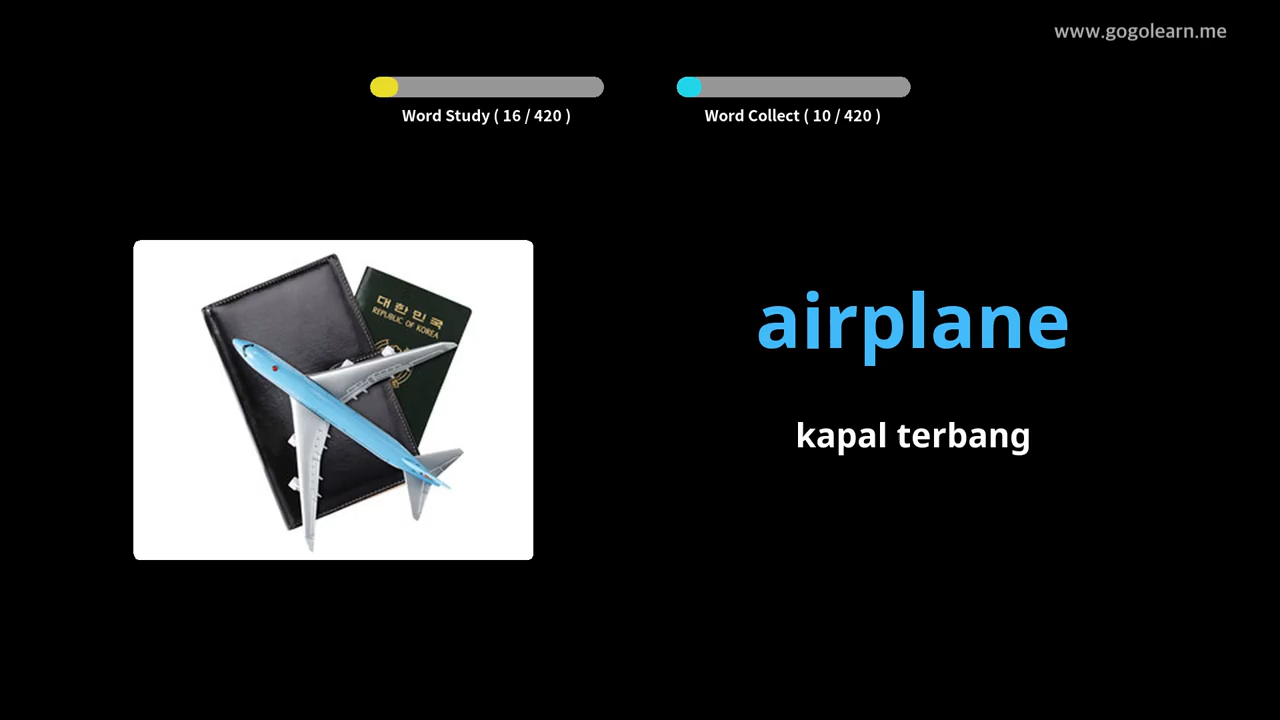 www.gogolearn.me
Word Study ( 16 / 420 )
Word Collect ( 10 / 420 )
대한민국
REPUBLIC OF KOREA
airplane
kapal terbang